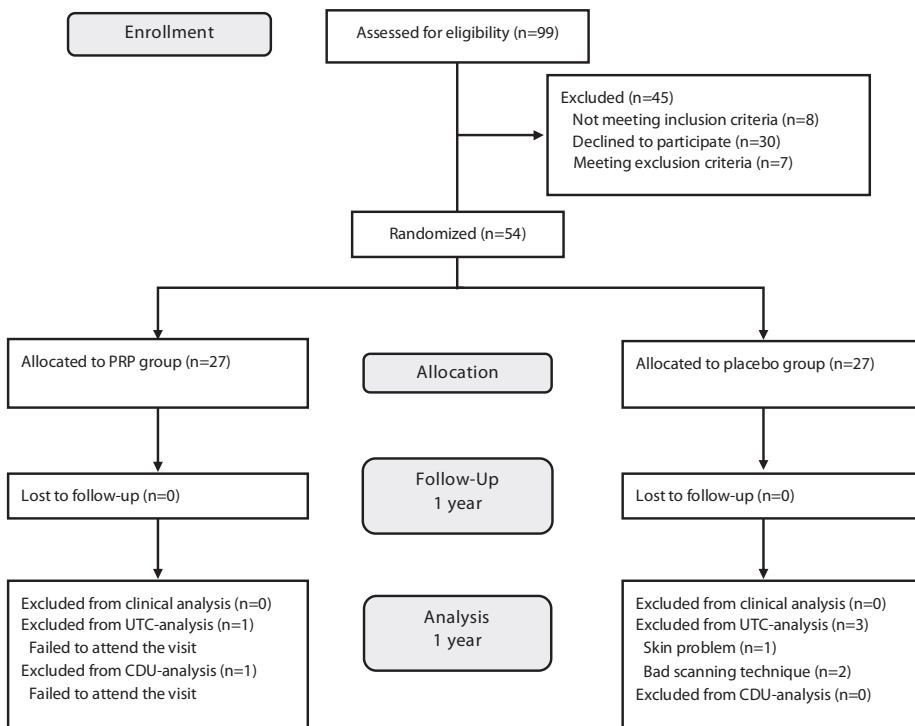 Enrollment
Assessed for eligibility (n=99)
Excluded (n=45)
Not meeting inclusion criteria (n=8)
Declined to participate (n=30)
Meeting exclusion criteria (n=7)
Randomized (n=54)
Allocated to PRP group (n=27)
Allocation
Allocated to placebo group (n=27)
Lost to follow-up (n=0)
Follow-Up
1 year
Lost to follow-up (n=0)
Excluded from clinical analysis (n=0)
Excluded from UTC-analysis (n=1)
Failed to attend the visit
Excluded from CDU-analysis (n=1)
Failed to attend the visit
Analysis
1 year
Excluded from clinical analysis (n=0)
Excluded from UTC-analysis (n=3)
Skin problem (n=1)
Bad scanning technique (n=2)
Excluded from CDU-analysis (n=0)